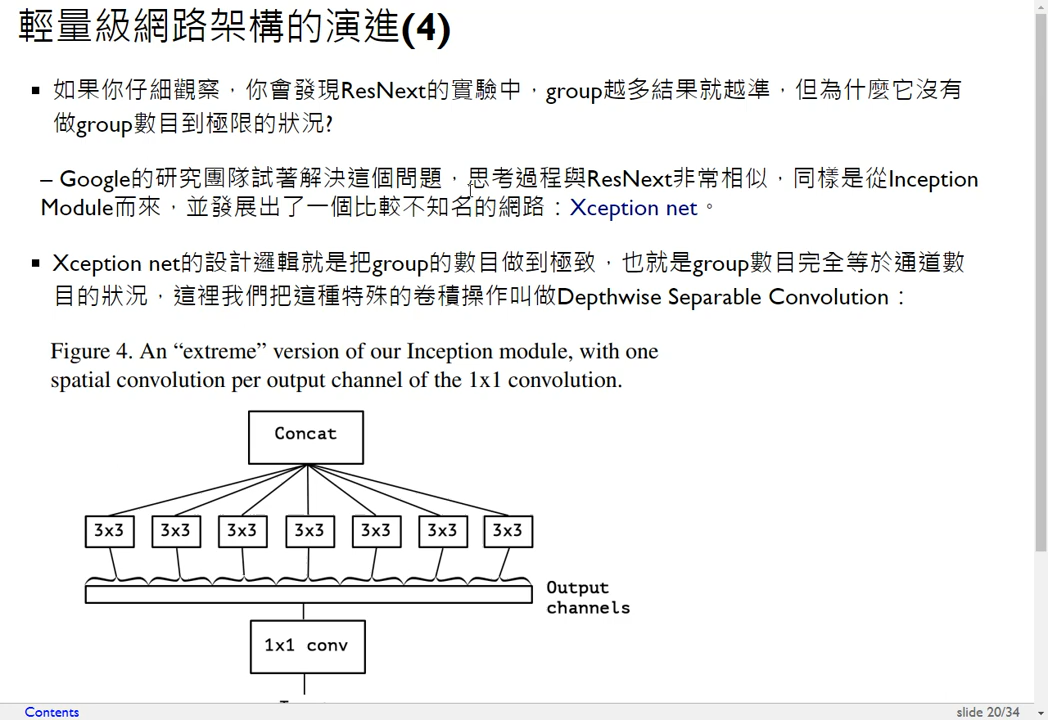 輕量級網路架構的演進(4)
如果你仔細觀察，你會發現ResNext的實驗中，group越多結果就越準，但為什麼它沒有
做group數目到極限的狀況?
– Google的研究團隊試著解決這個問題，思考過程與ResNext非常相似，同樣是從Inception
Module而來，並發展出了一個比較不知名的網路：Xception net。
Xception net的設計邏輯就是把group的數目做到極致，也就是group數目完全等於通道數
目的狀況，這裡我們把這種特殊的卷積操作叫做Depthwise Separable Convolution：
Figure 4. An “extreme” version of our Inception module, with one
spatial convolution per output channel of the 1x1 convolution.
Concat
3x3 3x3 3x3 3x3 3x3 3x3 3x3
Output
channels
1x1 conv
Contents
slide 20/34